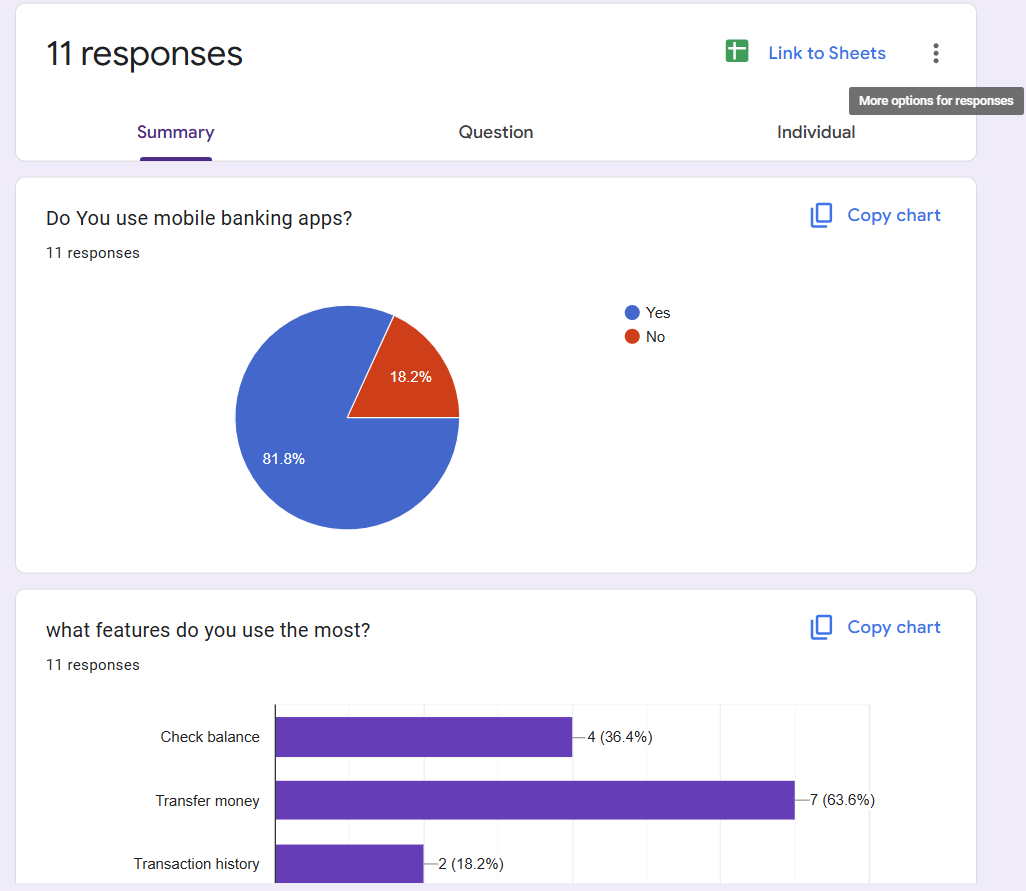 11 responses
Link to Sheets
More options for responses
Summary
Question
Individual
Do You use mobile banking apps?
Copy chart
11 responses
Yes
No
18.2%
81.8%
what features do you use the most?
Copy chart
11 responses
Check balance
4 (36.4%)
Transfer money
7 (63.6%)
Transaction history
2 (18.2%)